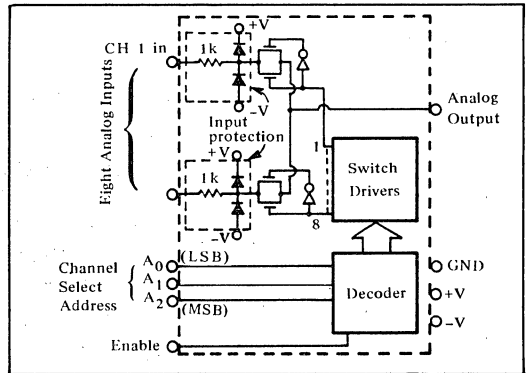 CH 1 in
1k
+V
-V
Eight Analog Inputs
Input
protection
+V
1k
-V
1
8
Switch
Drivers
Analog
Output
Channel
Select
Address
A0 (LSB)
A1
A2 (MSB)
Decoder
GND
+V
-V
Enable